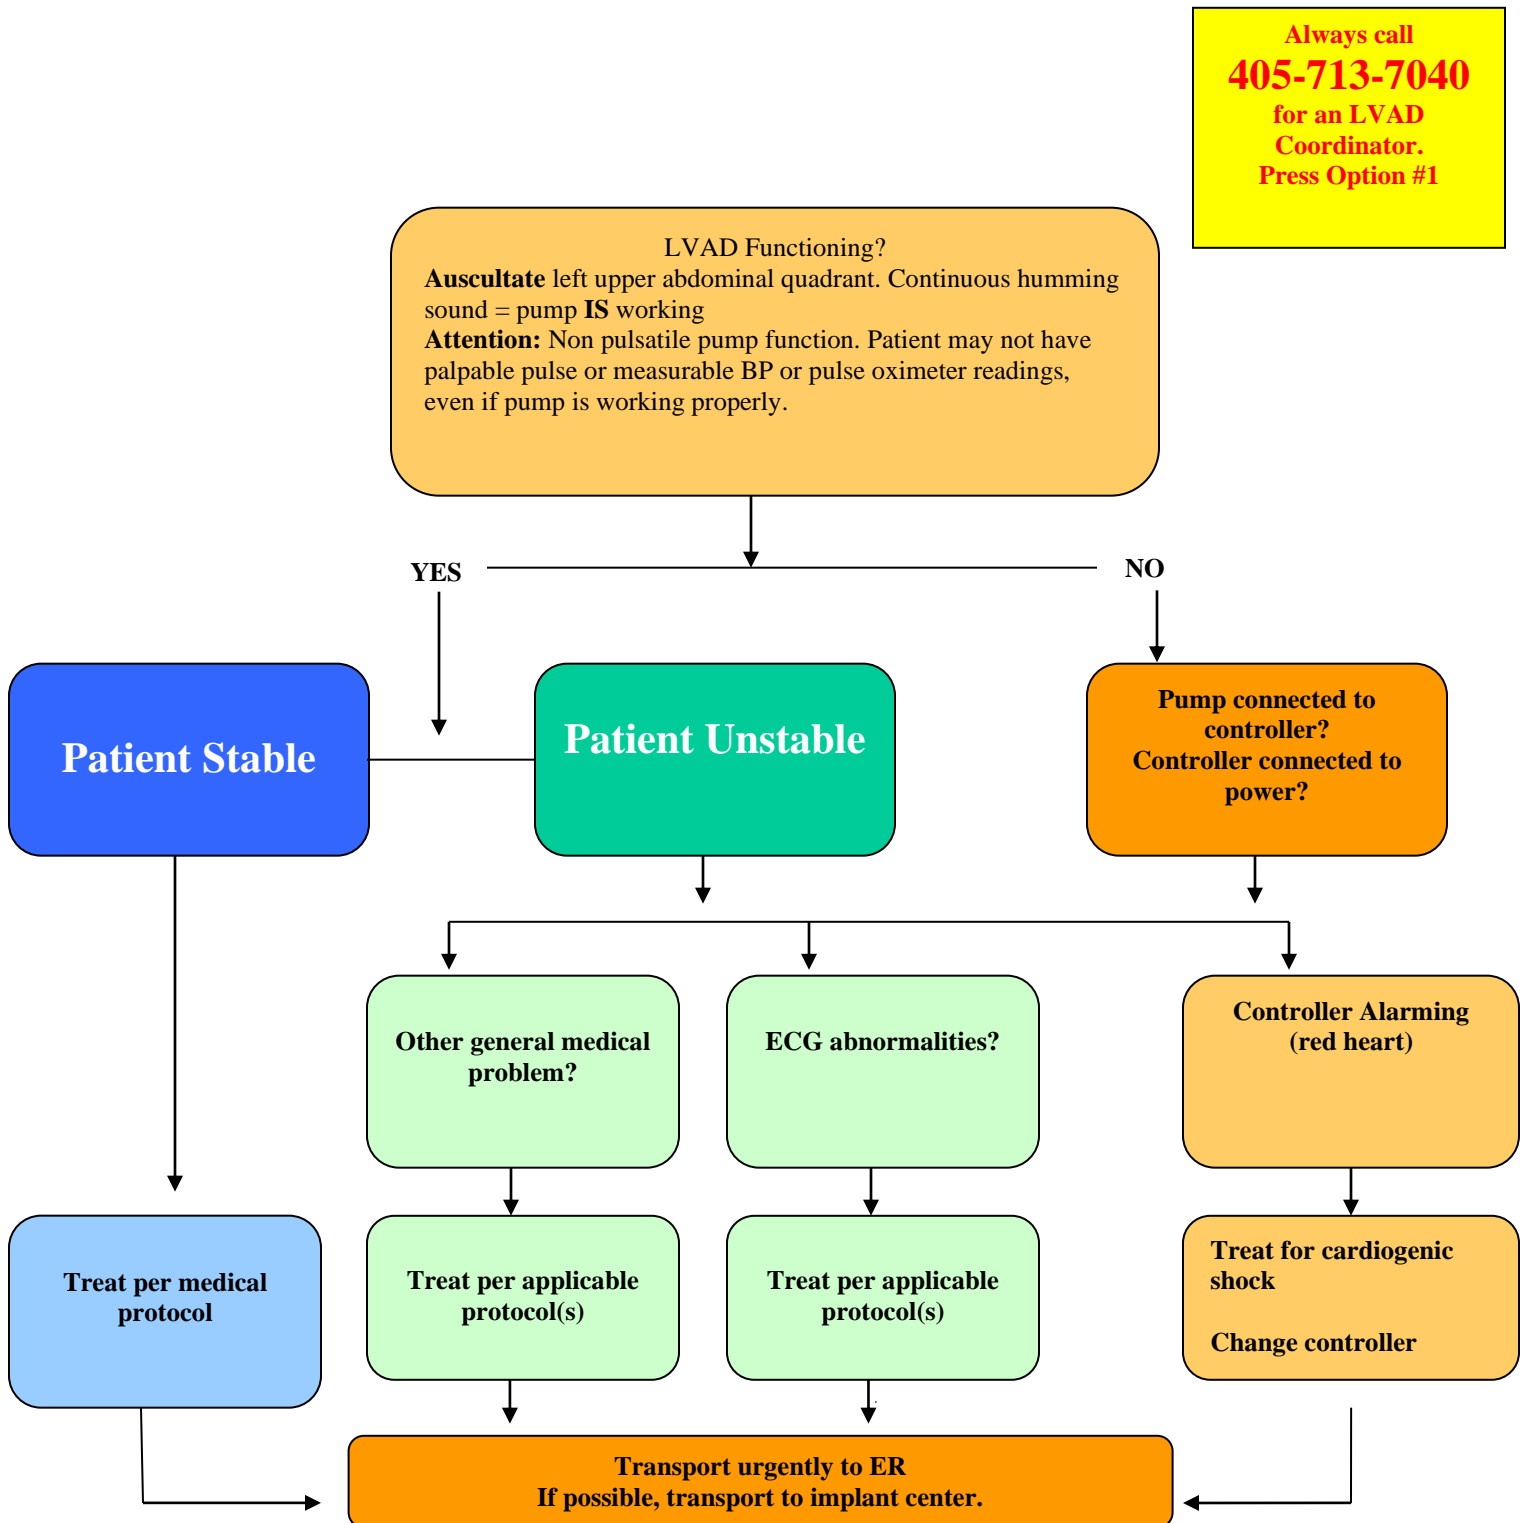 Always call
405-713-7040
for an LVAD
Coordinator.
Press Option #1
LVAD Functioning?
Auscultate left upper abdominal quadrant. Continuous humming
sound = pump IS working
Attention: Non pulsatile pump function. Patient may not have
palpable pulse or measurable BP or pulse oximeter readings,
even if pump is working properly.
YES
NO
Patient Stable
Patient Unstable
Pump connected to
controller?
Controller connected to
power?
Other general medical
problem?
ECG abnormalities?
Controller Alarming
(red heart)
Treat per medical
protocol
Treat per applicable
protocol(s)
Treat per applicable
protocol(s)
Treat for cardiogenic
shock
Change controller
Transport urgently to ER
If possible, transport to implant center.